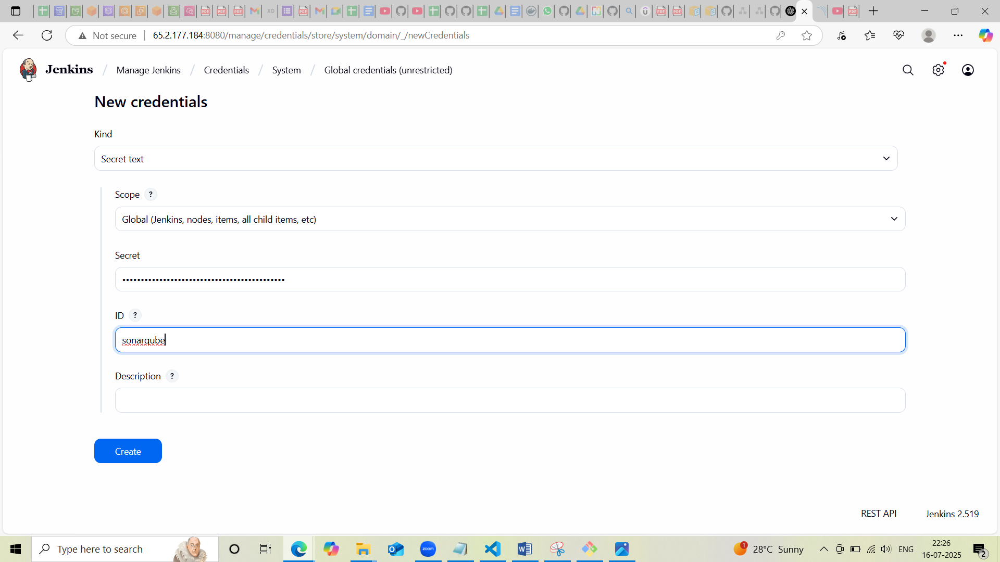 Not secure
65.2.177.184:8080/manage/credentials/store/system/domain/_/newCredentials
Jenkins / Manage Jenkins / Credentials / System / Global credentials (unrestricted)
New credentials
Kind
Secret text
Scope ?
Global (Jenkins, nodes, items, all child items, etc)
Secret
••••••••••••••••••••••••••••••••••••••••••••
ID ?
sonarqube
Description ?
Create
REST API
Jenkins 2.519
Type here to search
zoom
1
28°C Sunny
ENG
22:26
16-07-2025
2